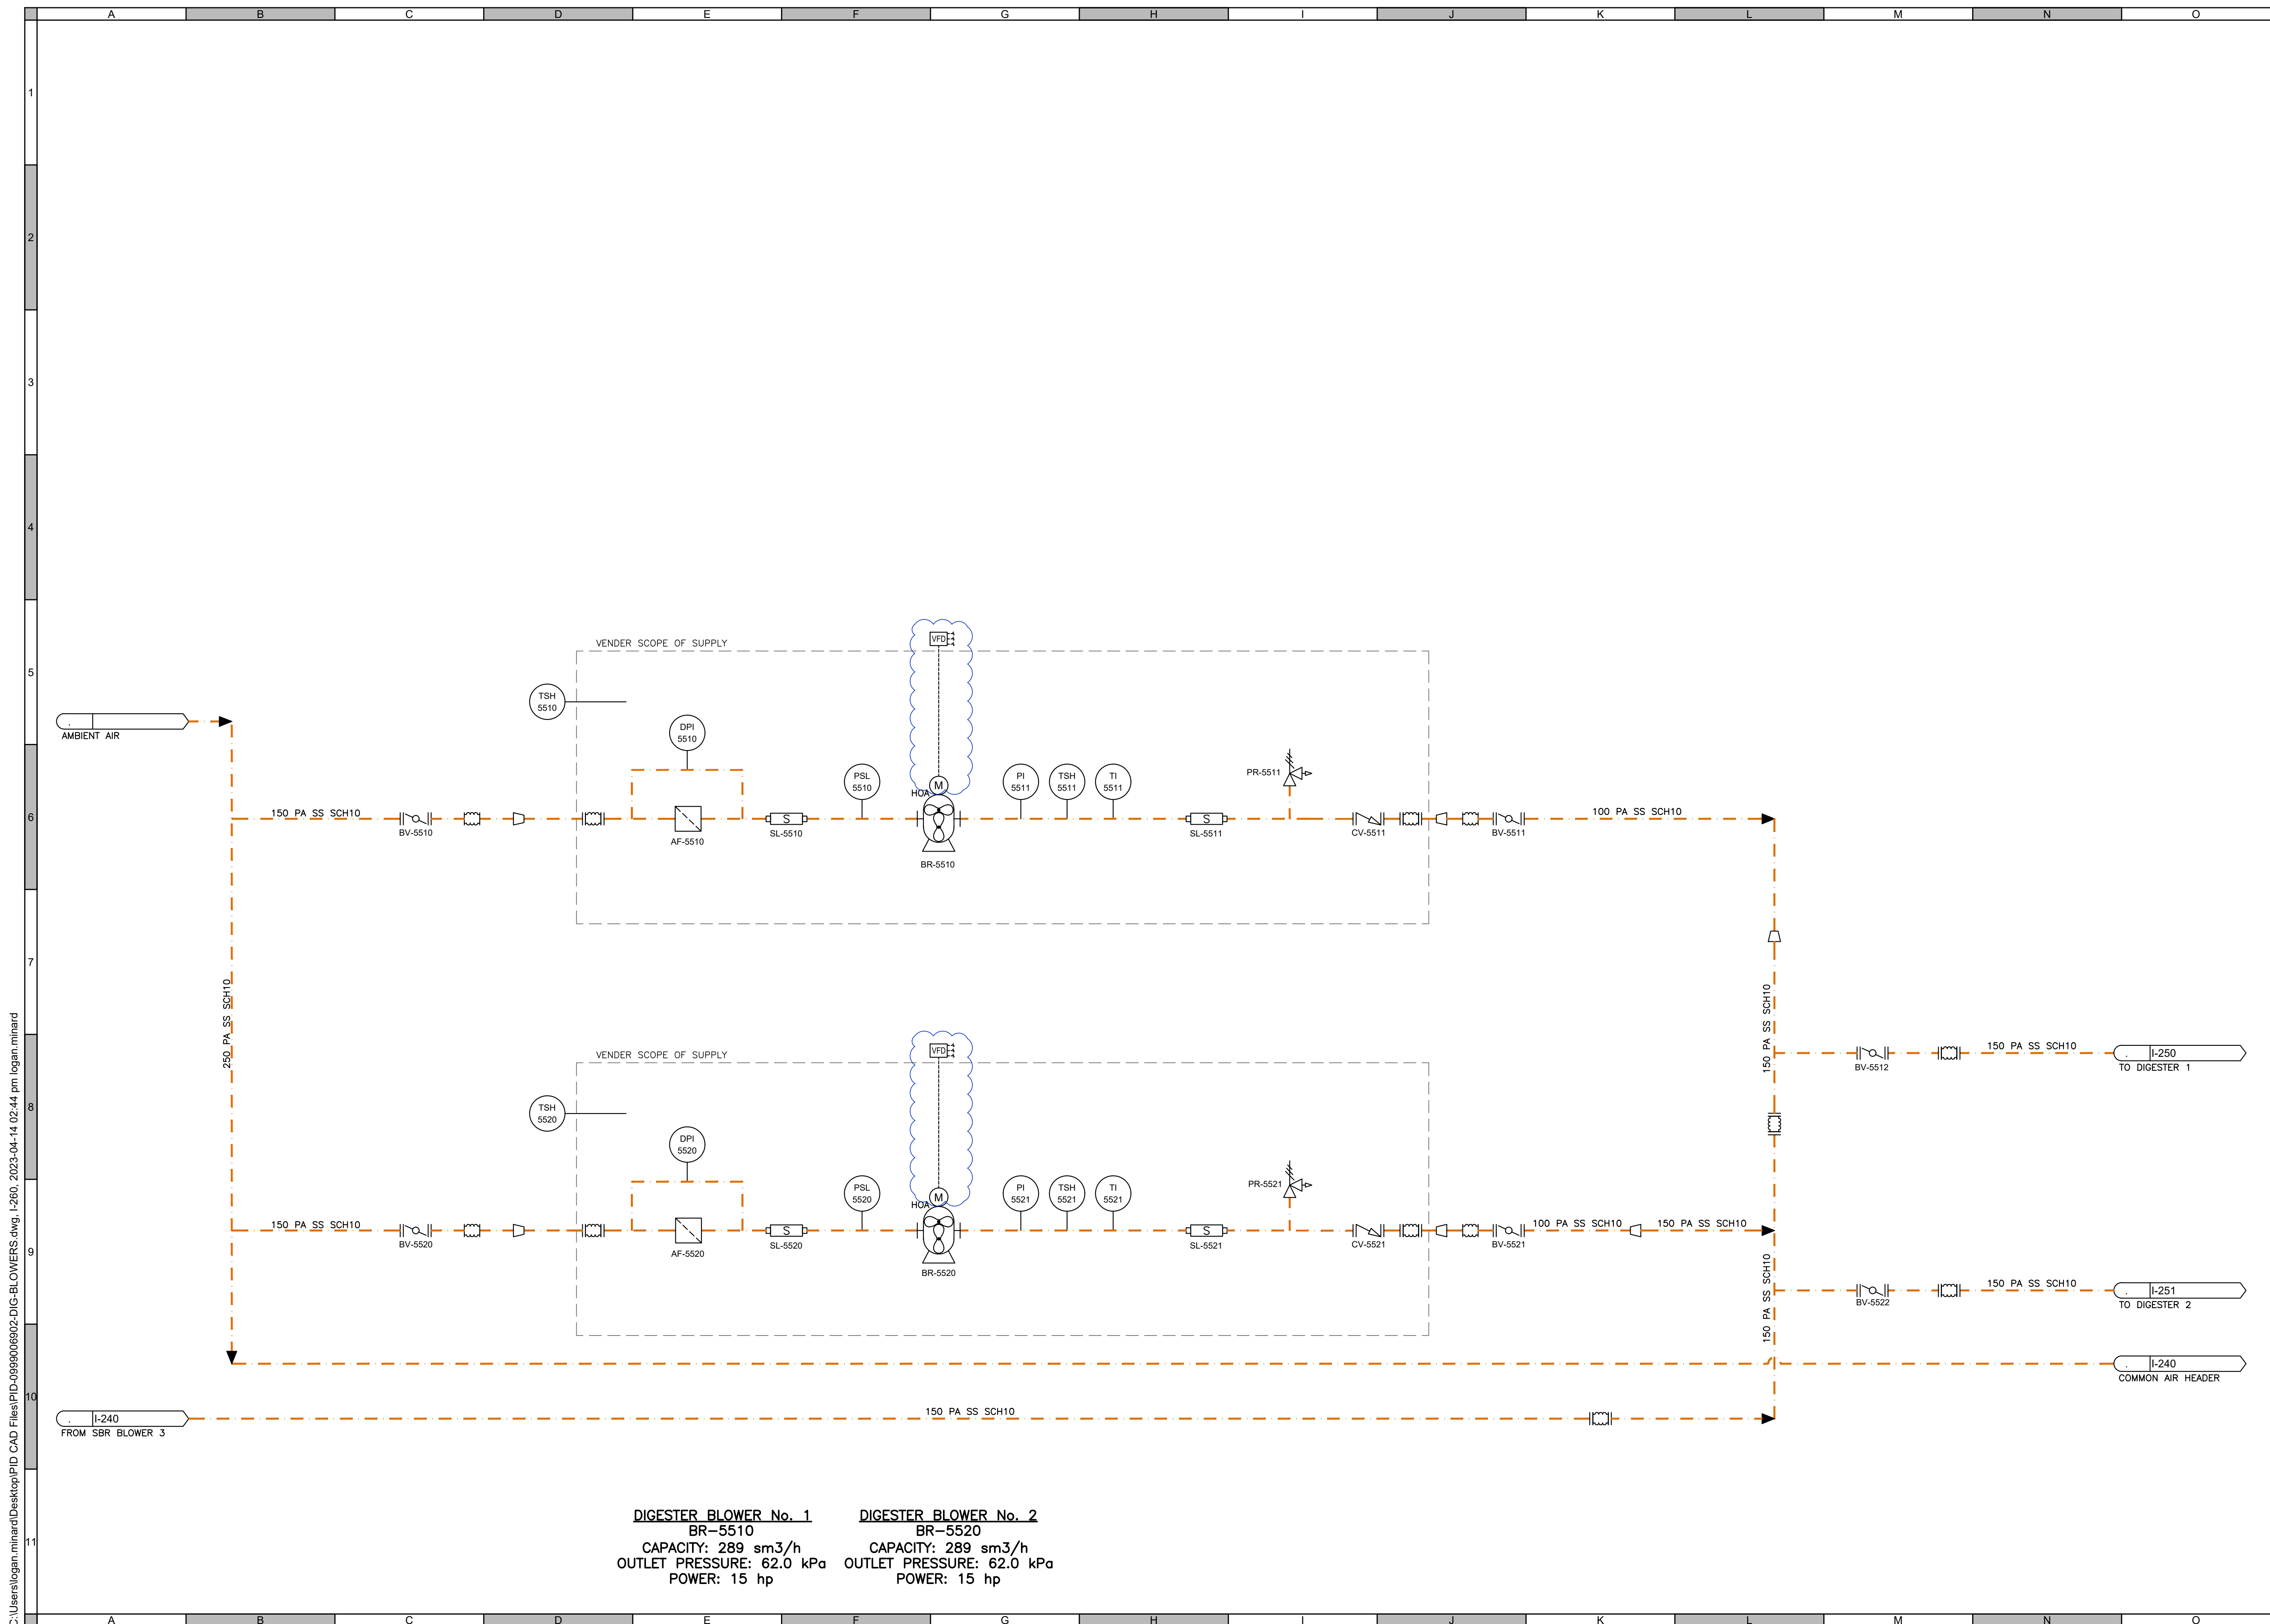 A B C D E F G H I J K L M N O
1
2
3
4
5
6
7
8
9
10
11
VFD
VENDER SCOPE OF SUPPLY
TSH
5510
.
AMBIENT AIR
DPI
5510
PSL
5510
M
HOA
PI
5511
TSH
5511
TI
5511
PR-5511
150 PA SS SCH10
BV-5510
AF-5510
S
SL-5510
BR-5510
S
SL-5511
CV-5511
BV-5511
100 PA SS SCH10
250 PA SS SCH10
150 PA SS SCH10
VFD
VENDER SCOPE OF SUPPLY
BV-5512
150 PA SS SCH10
. I-250
TO DIGESTER 1
TSH
5520
DPI
5520
PSL
5520
M
HOA
PI
5521
TSH
5521
TI
5521
PR-5521
150 PA SS SCH10
BV-5520
AF-5520
S
SL-5520
BR-5520
S
SL-5521
CV-5521
BV-5521
100 PA SS SCH10
150 PA SS SCH10
150 PA SS SCH10
BV-5522
150 PA SS SCH10
. I-251
TO DIGESTER 2
. I-240
COMMON AIR HEADER
. I-240
FROM SBR BLOWER 3
150 PA SS SCH10
DIGESTER BLOWER No. 1
BR-5510
CAPACITY: 289 sm3/h
OUTLET PRESSURE: 62.0 kPa
POWER: 15 hp
DIGESTER BLOWER No. 2
BR-5520
CAPACITY: 289 sm3/h
OUTLET PRESSURE: 62.0 kPa
POWER: 15 hp
C:\Users\logan.minard\Desktop\PID CAD Files\PID-0999006902-DIG-BLOWERS.dwg, I-260, 2023-04-14 02:44 pm logan.minard
A B C D E F G H I J K L M N O